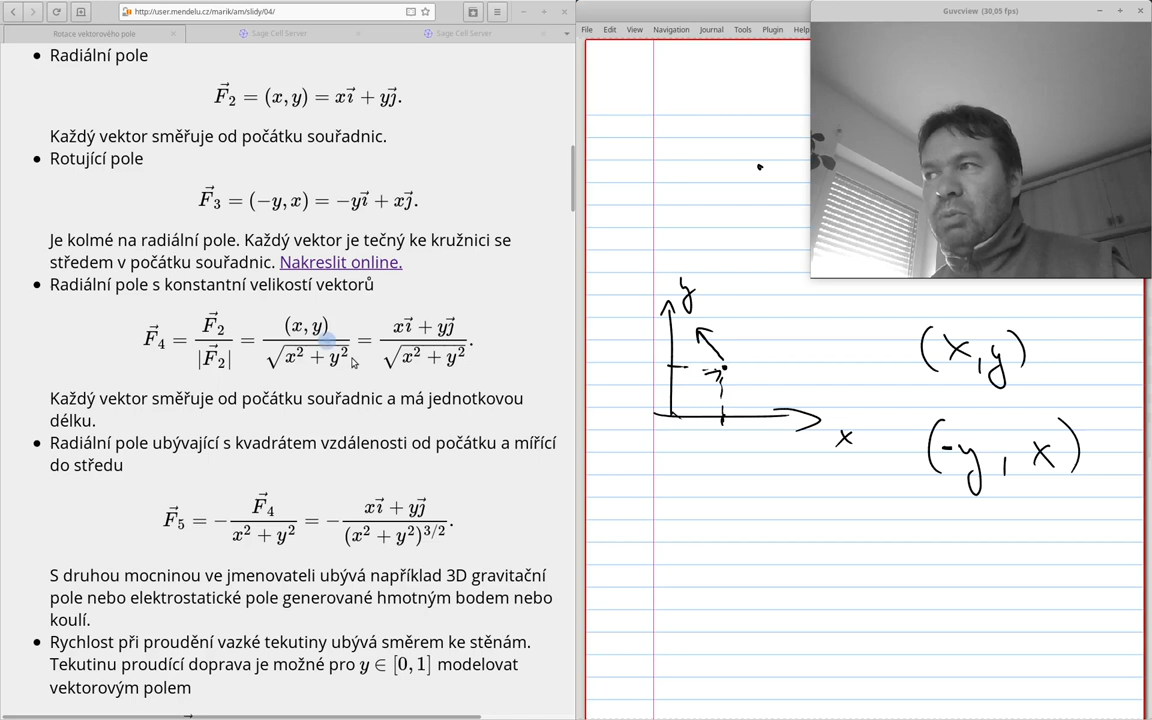 http://user.mendelu.cz/marik/am/slidy/04/
Rotace vektorového pole
Sage Cell Server
Sage Cell Server
Radiální pole
F⃗₂ = (x, y) = xi⃗ + yj⃗.
Každý vektor směřuje od počátku souřadnic.
Rotující pole
F⃗₃ = (−y, x) = −yi⃗ + xj⃗.
Je kolmé na radiální pole. Každý vektor je tečný ke kružnici se
středem v počátku souřadnic. Nakreslit online.
Radiální pole s konstantní velikostí vektorů
F⃗₄ = F⃗₂ / |F⃗₂| = (x, y) / √(x² + y²) = (xi⃗ + yj⃗) / √(x² + y²).
Každý vektor směřuje od počátku souřadnic a má jednotkovou
délku.
Radiální pole ubývající s kvadrátem vzdálenosti od počátku a mířící
do středu
F⃗₅ = − F⃗₄ / (x² + y²) = − (xi⃗ + yj⃗) / (x² + y²)^{3/2}.
S druhou mocninou ve jmenovateli ubývá například 3D gravitační
pole nebo elektrostatické pole generované hmotným bodem nebo
koulí.
Rychlost při proudění vazké tekutiny ubývá směrem ke stěnám.
Tekutinu proudící doprava je možné pro y ∈ [0, 1] modelovat
vektorovým polem
File Edit View Navigation Journal Tools Plugin Help
Guvcview (30,05 fps)
y
x
(x, y)
(-y, x)